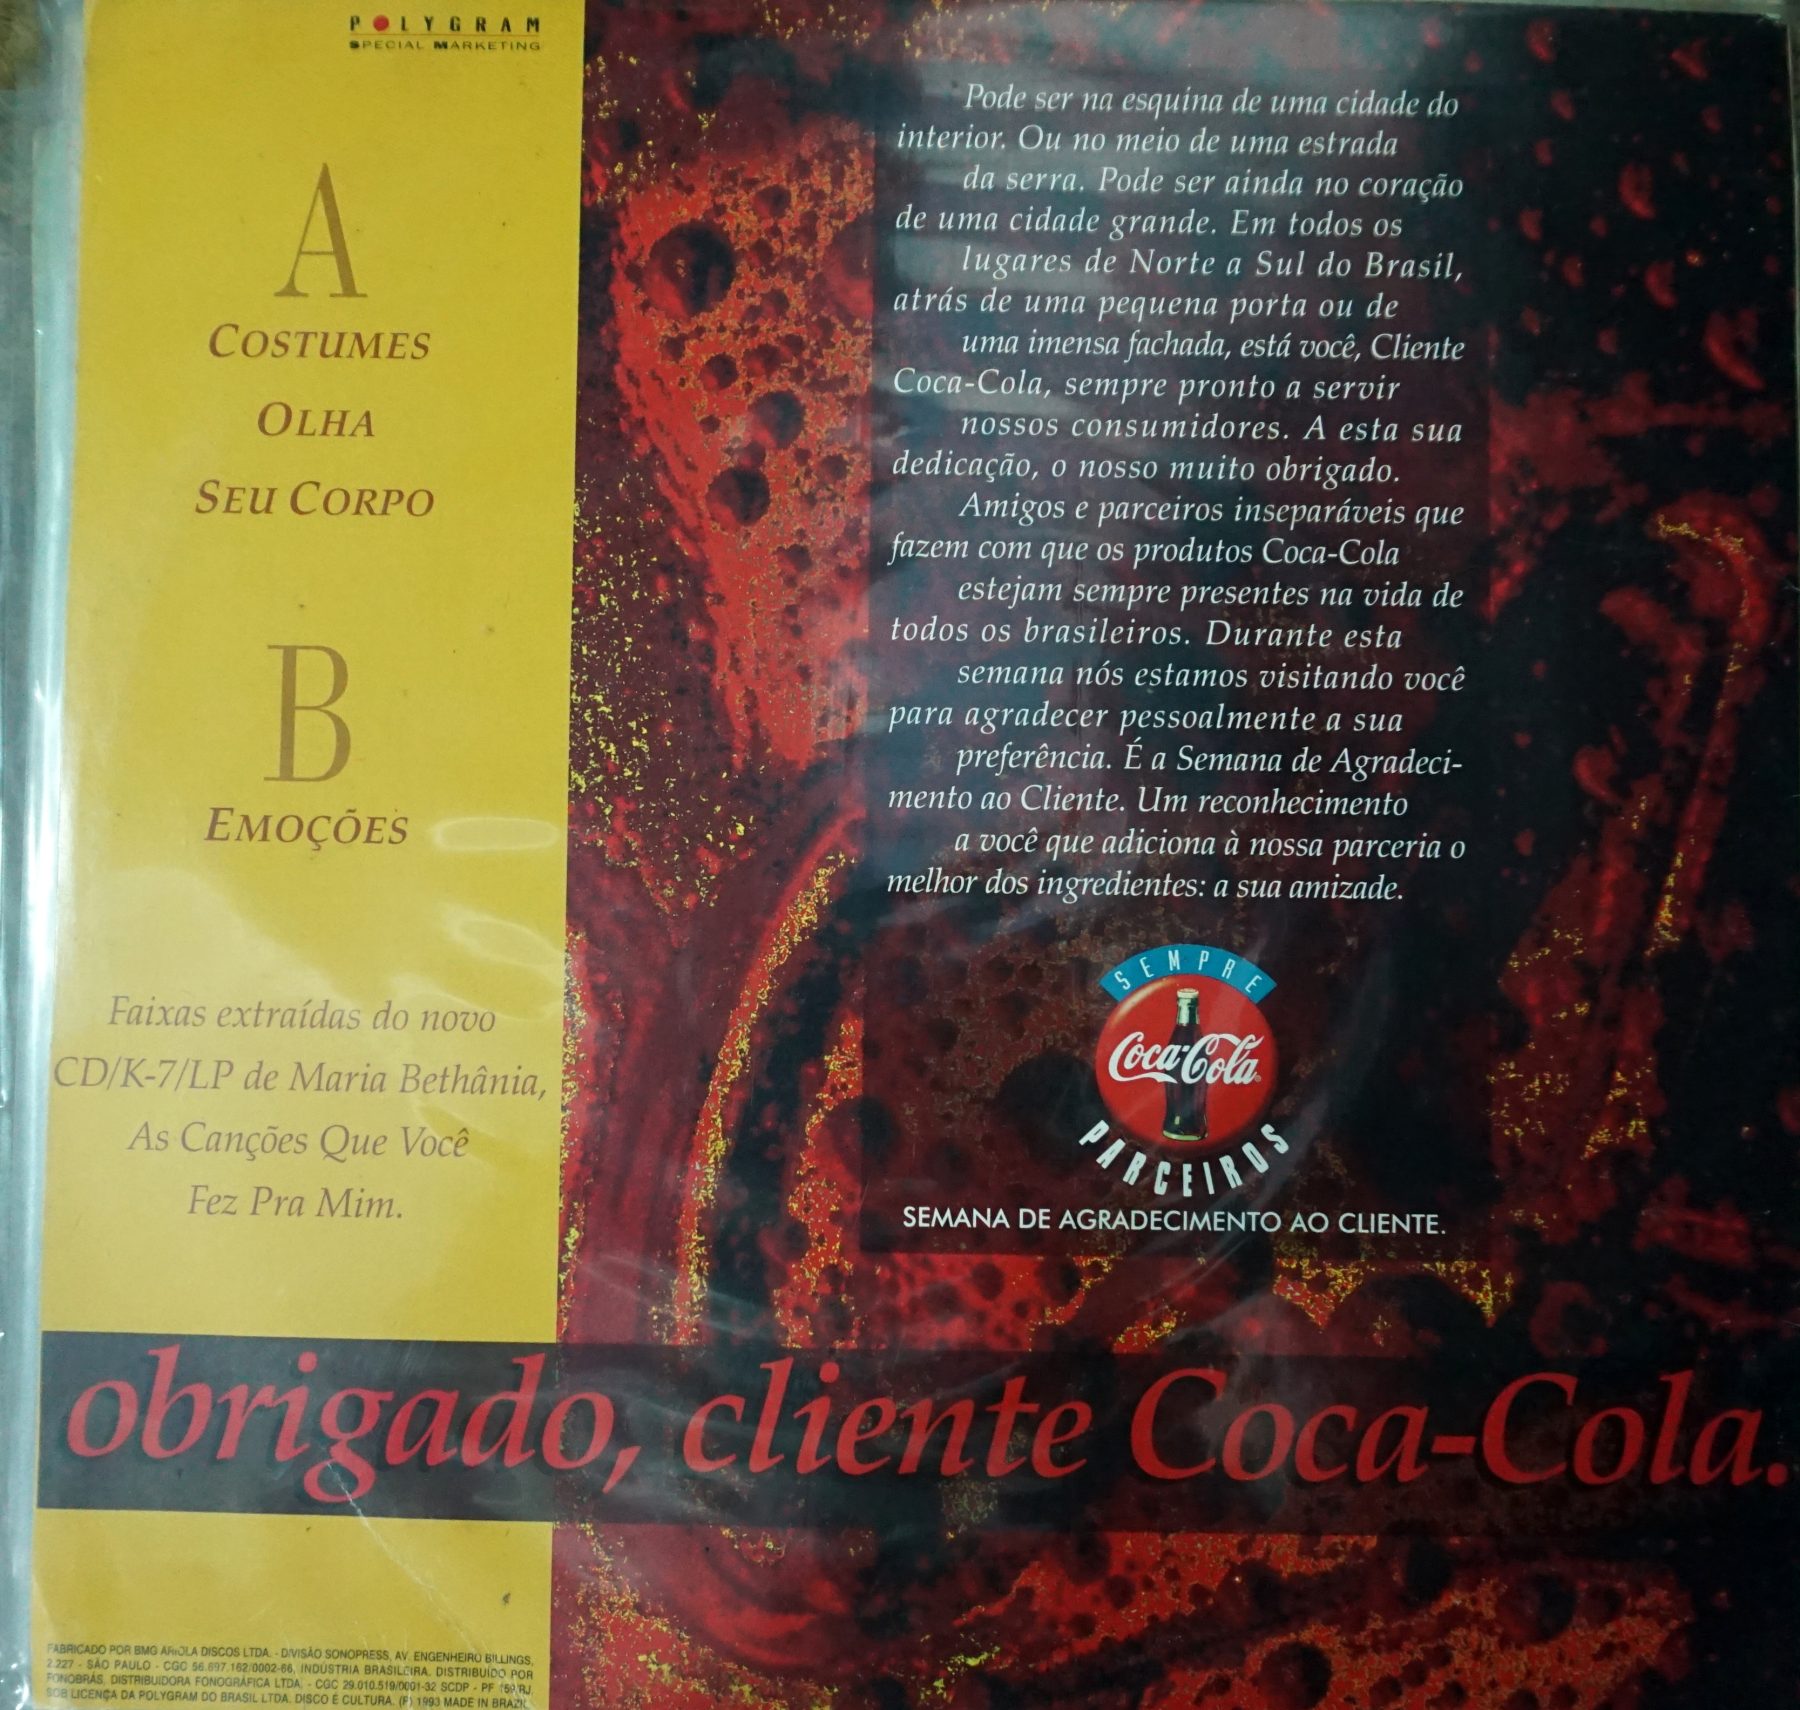 POLYGRAM
SPECIAL MARKETING
A
COSTUMES
OLHA
SEU CORPO
B
EMOÇÕES
Faixas extraídas do novo
CD/K-7/LP de Maria Bethânia,
As Canções Que Você
Fez Pra Mim.
Pode ser na esquina de uma cidade do
interior. Ou no meio de uma estrada
da serra. Pode ser ainda no coração
de uma cidade grande. Em todos os
lugares de Norte a Sul do Brasil,
atrás de uma pequena porta ou de
uma imensa fachada, está você, Cliente
Coca-Cola, sempre pronto a servir
nossos consumidores. A esta sua
dedicação, o nosso muito obrigado.
Amigos e parceiros inseparáveis que
fazem com que os produtos Coca-Cola
estejam sempre presentes na vida de
todos os brasileiros. Durante esta
semana nós estamos visitando você
para agradecer pessoalmente a sua
preferência. É a Semana de Agradeci-
mento ao Cliente. Um reconhecimento
a você que adiciona à nossa parceria o
melhor dos ingredientes: a sua amizade.
SEMPRE
Coca-Cola
PARCEIROS
SEMANA DE AGRADECIMENTO AO CLIENTE.
obrigado, cliente Coca-Cola.
FABRICADO POR BMG ARIOLA DISCOS LTDA. - DIVISÃO SONOPRESS, AV. ENGENHEIRO BILLINGS,
2.227 - SÃO PAULO - CGC 56.697.162/0002-66, INDÚSTRIA BRASILEIRA. DISTRIBUÍDO POR
FONOBRÁS, DISTRIBUIDORA FONOGRÁFICA LTDA. - CGC 29.010.519/0001-32 SCDP - PF 159/RJ
SOB LICENÇA DA POLYGRAM DO BRASIL LTDA. DISCO É CULTURA. (P) 1993 MADE IN BRAZIL.